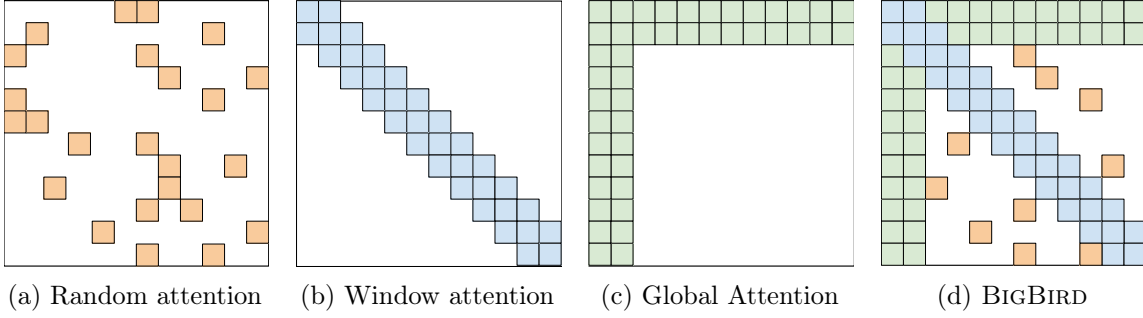 (a) Random attention
(b) Window attention
(c) Global Attention
(d) BIGBIRD